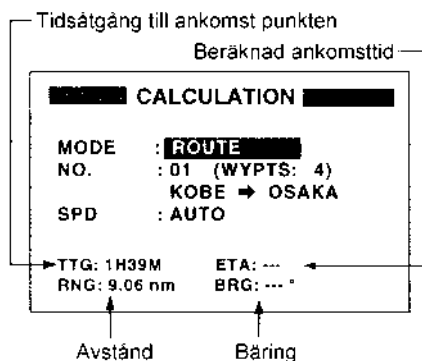 Tidsåtgång till ankomst punkten
Beräknad ankomsttid
CALCULATION
MODE : ROUTE
NO. : 01 (WYPTS: 4)
KOBE ➡ OSAKA
SPD : AUTO
TTG: 1H39M ETA: ---
RNG: 9.06 nm BRG: --- °
Avstånd Bäring